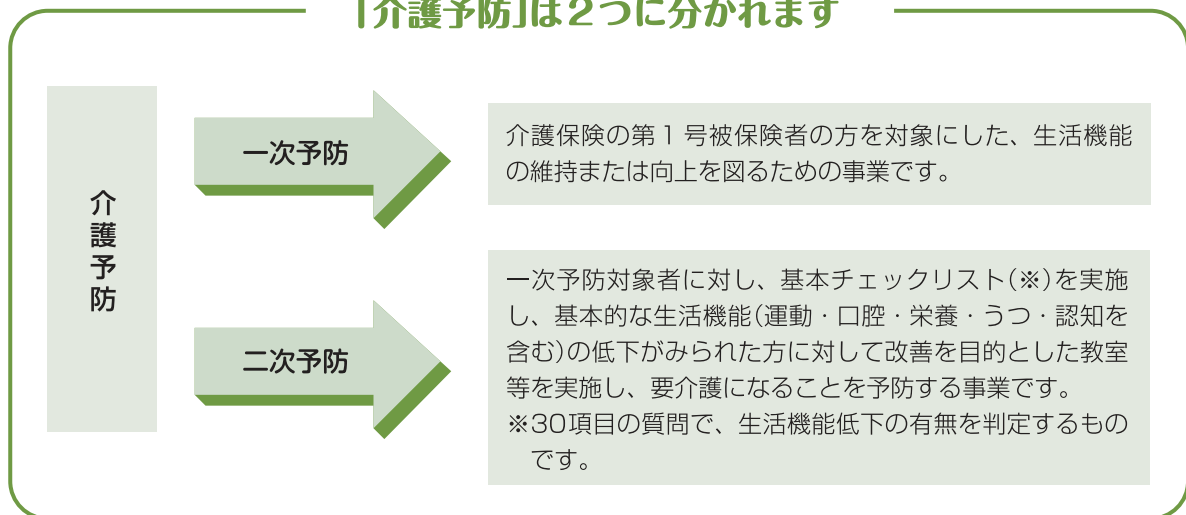 「介護予防」は２つに分かれます
介護予防
一次予防
介護保険の第１号被保険者の方を対象にした、生活機能
の維持または向上を図るための事業です。
二次予防
一次予防対象者に対し、基本チェックリスト(※)を実施
し、基本的な生活機能(運動・口腔・栄養・うつ・認知を
含む)の低下がみられた方に対して改善を目的とした教室
等を実施し、要介護になることを予防する事業です。
※30項目の質問で、生活機能低下の有無を判定するもの
です。